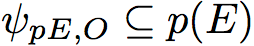 ψ_{pE,O} ⊆ p(E)